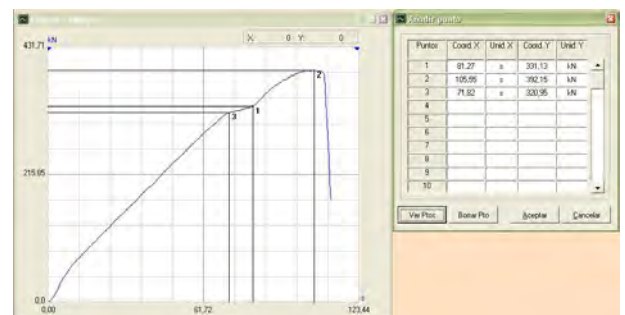 431,71 kN
X: 0 Y: 0
2
3 1
215,85
0,0
0,00 61,72 123,44
Añadir punto
Puntos Coord.X Unid X Coord.Y Unid.Y
1 81,27 s 331,13 kN
2 105,95 s 392,15 kN
3 71,82 s 320,95 kN
4
5
6
7
8
9
10
Ver Ptos Borrar Pto Aceptar Cancelar